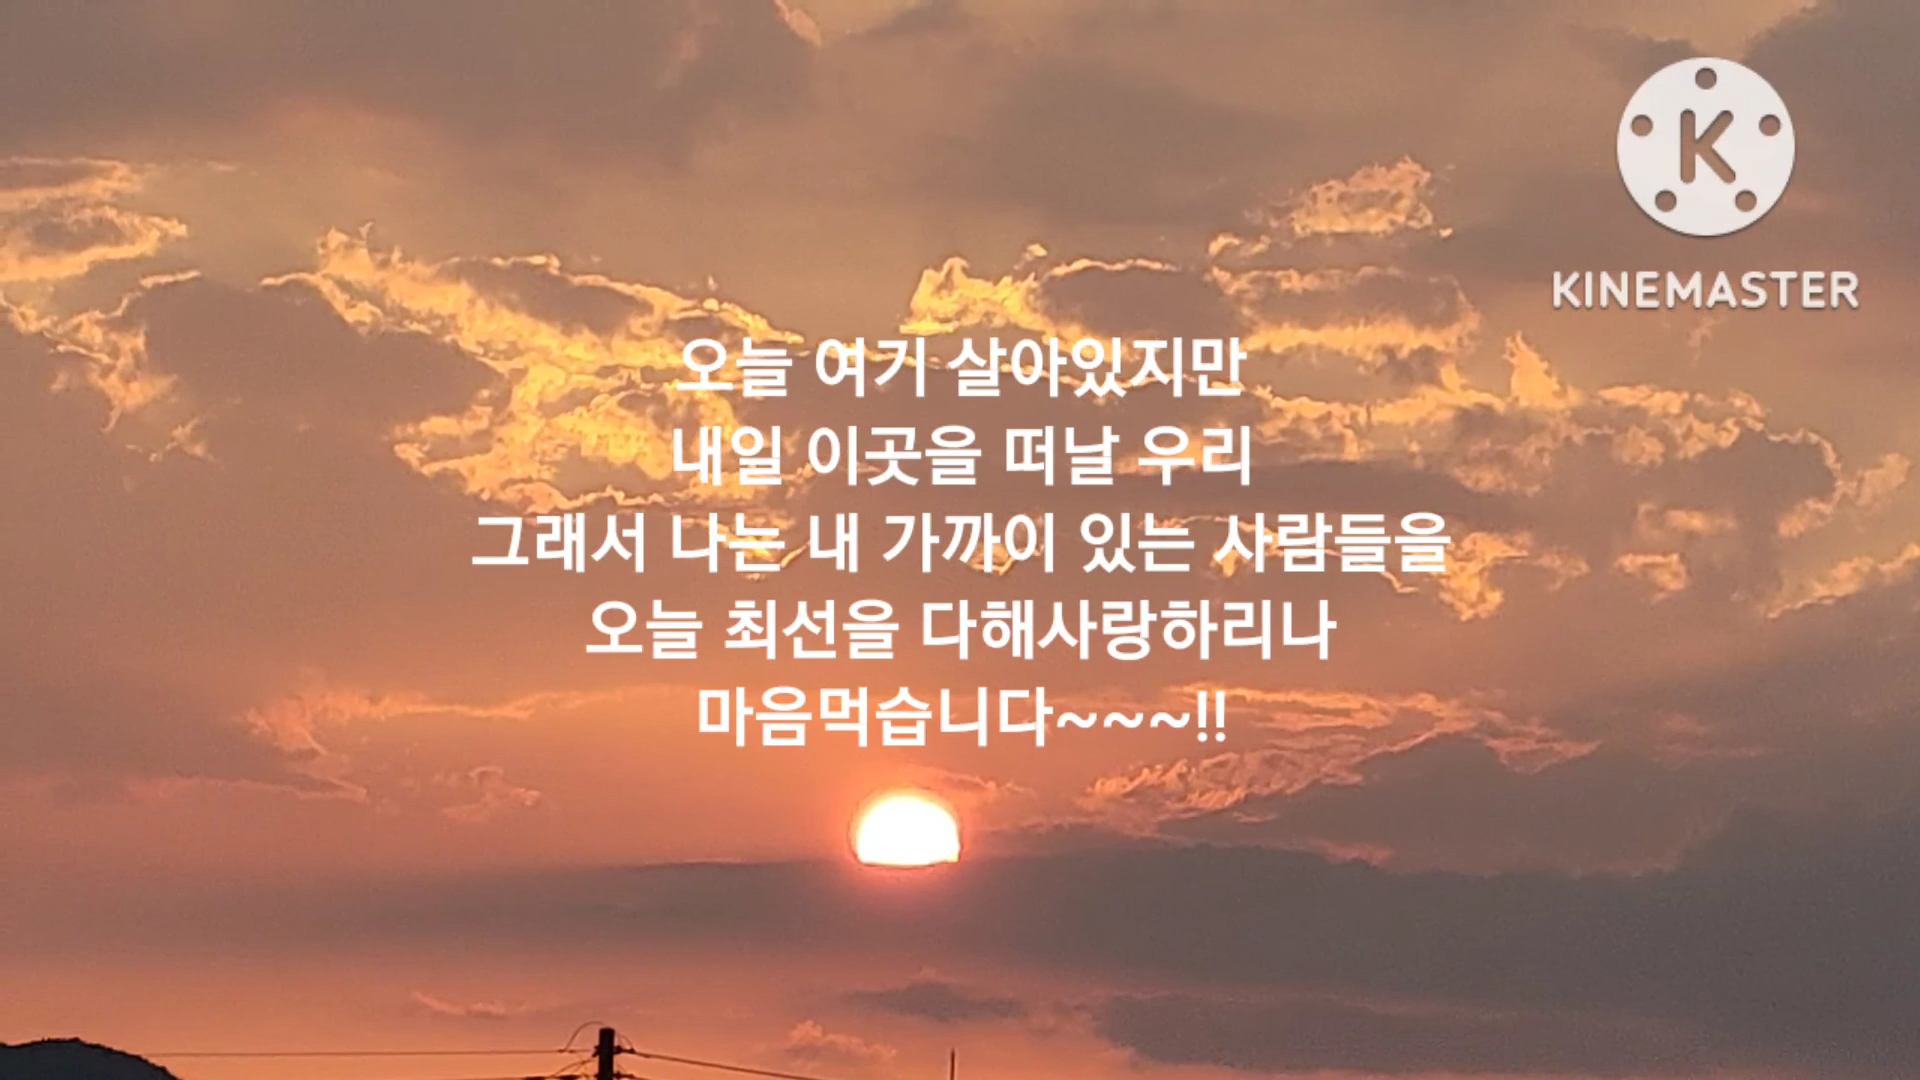 K
KINEMASTER
오늘 여기 살아있지만
내일 이곳을 떠날 우리
그래서 나는 내 가까이 있는 사람들을
오늘 최선을 다해사랑하리나
마음먹습니다~~~!!